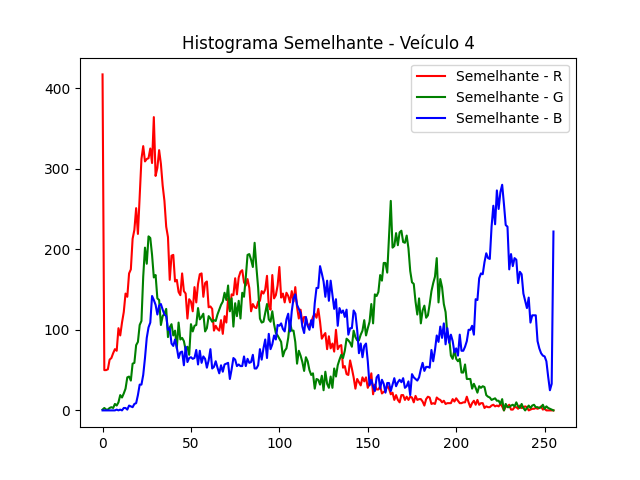 Histograma Semelhante - Veículo 4
Semelhante - R
Semelhante - G
Semelhante - B
400
300
200
100
0
0 50 100 150 200 250